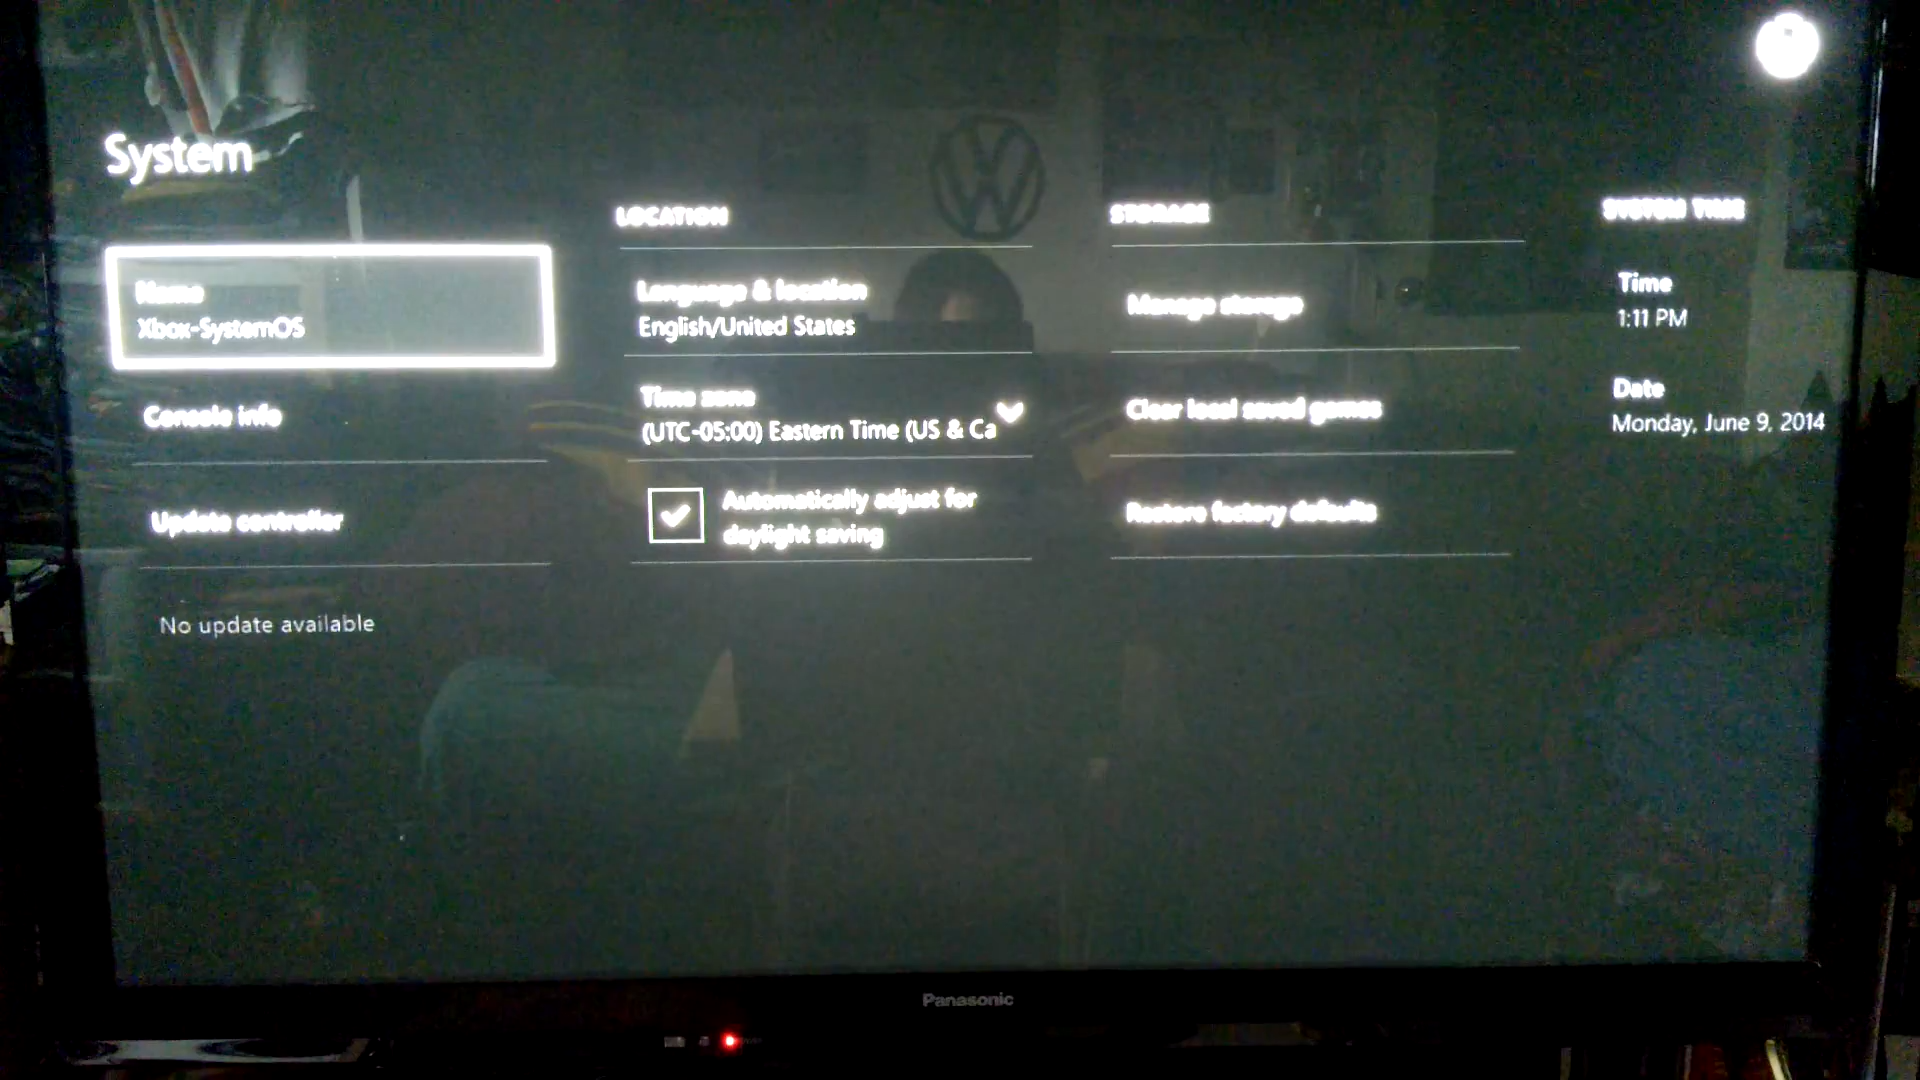 System
Name
Xbox-SystemOS
Console info
Update controller
No update available
LOCATION
Language & location
English/United States
Time zone
(UTC-05:00) Eastern Time (US & Ca
Automatically adjust for
daylight saving
STORAGE
Manage storage
Clear local saved games
Restore factory defaults
SYSTEM TIME
Time
1:11 PM
Date
Monday, June 9, 2014
Panasonic